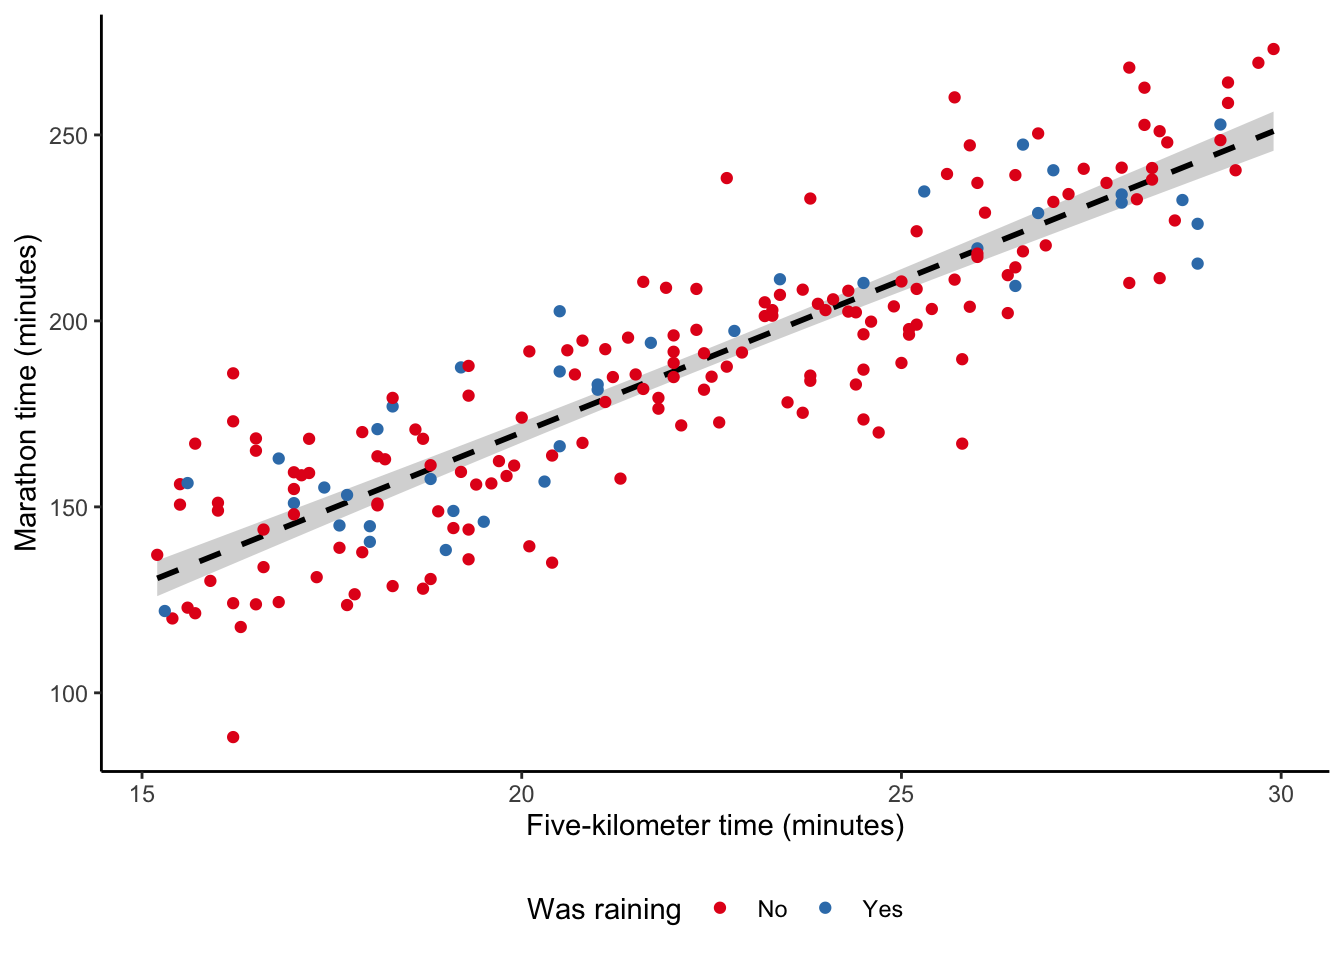 Marathon time (minutes)
250
200
150
100
15 20 25 30
Five-kilometer time (minutes)
Was raining No Yes